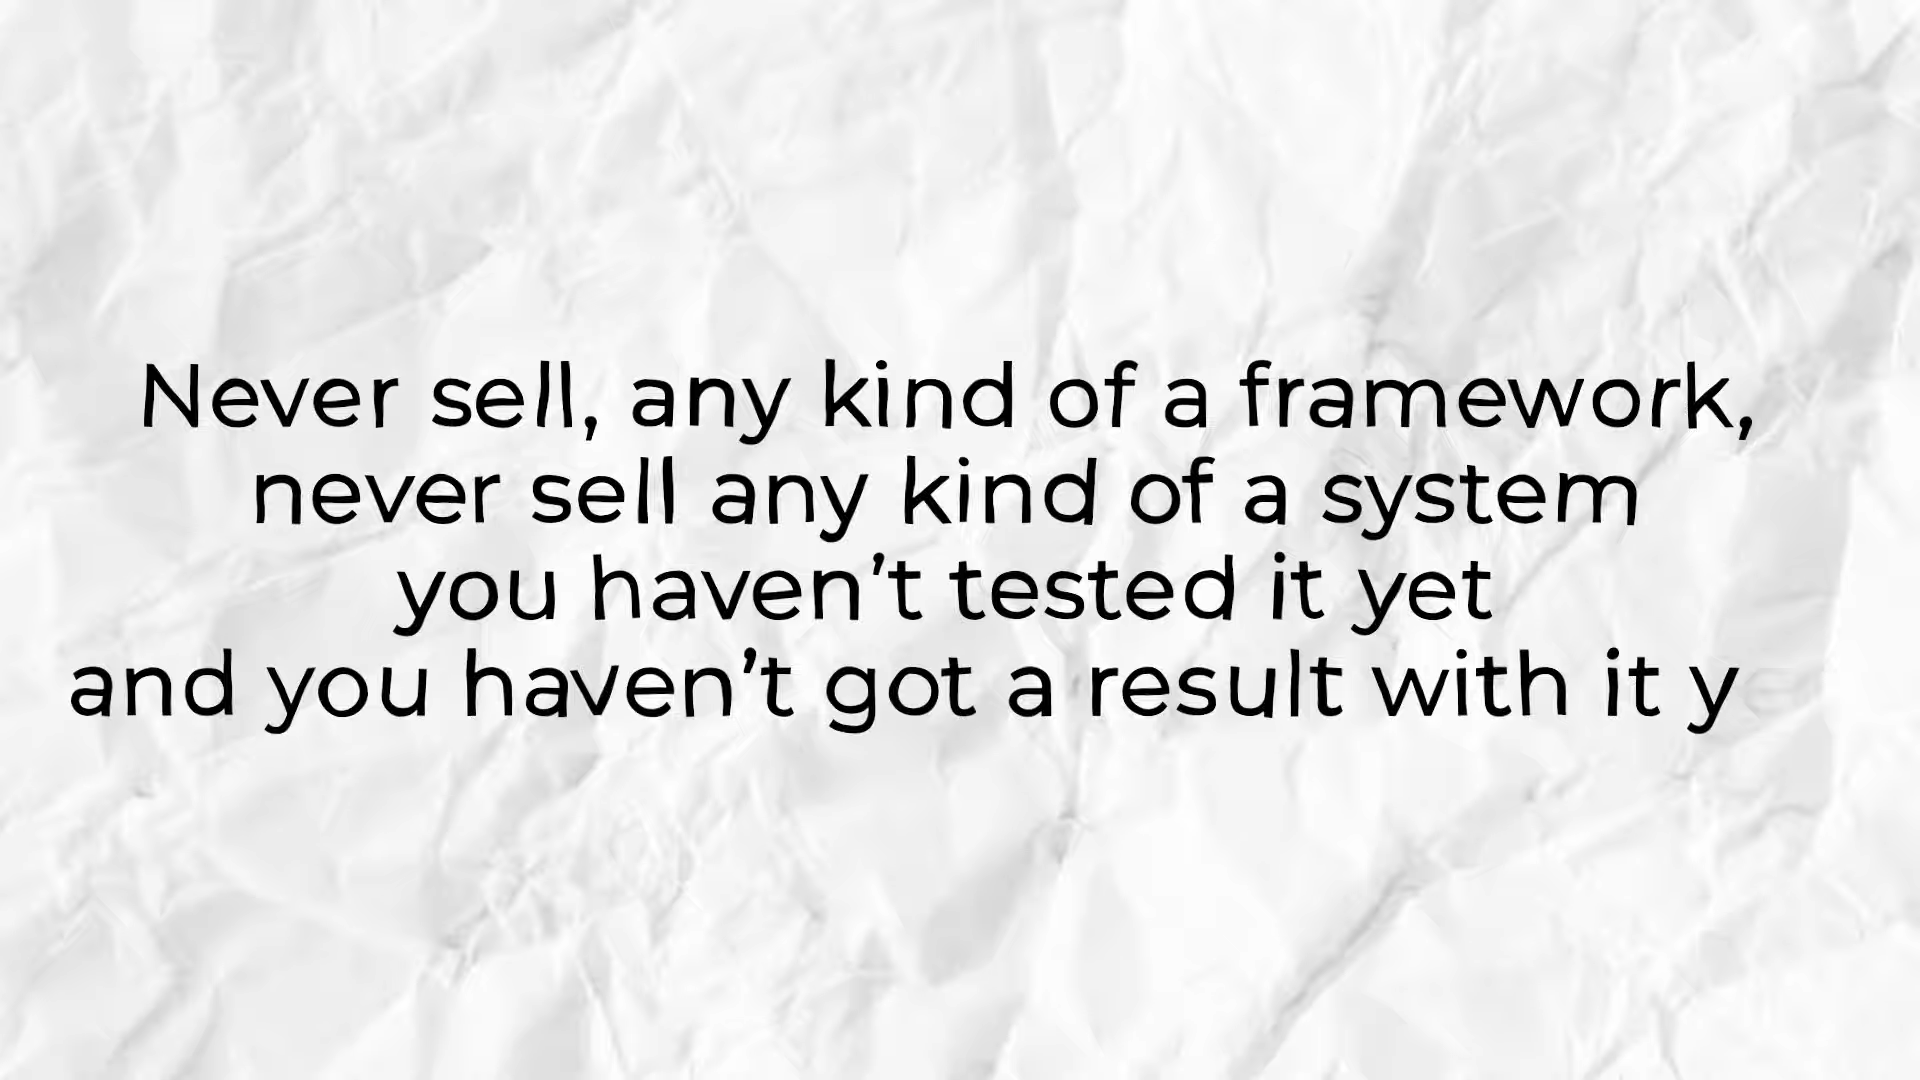 Never sell, any kind of a framework,
never sell any kind of a system
you haven’t tested it yet
and you haven’t got a result with it y